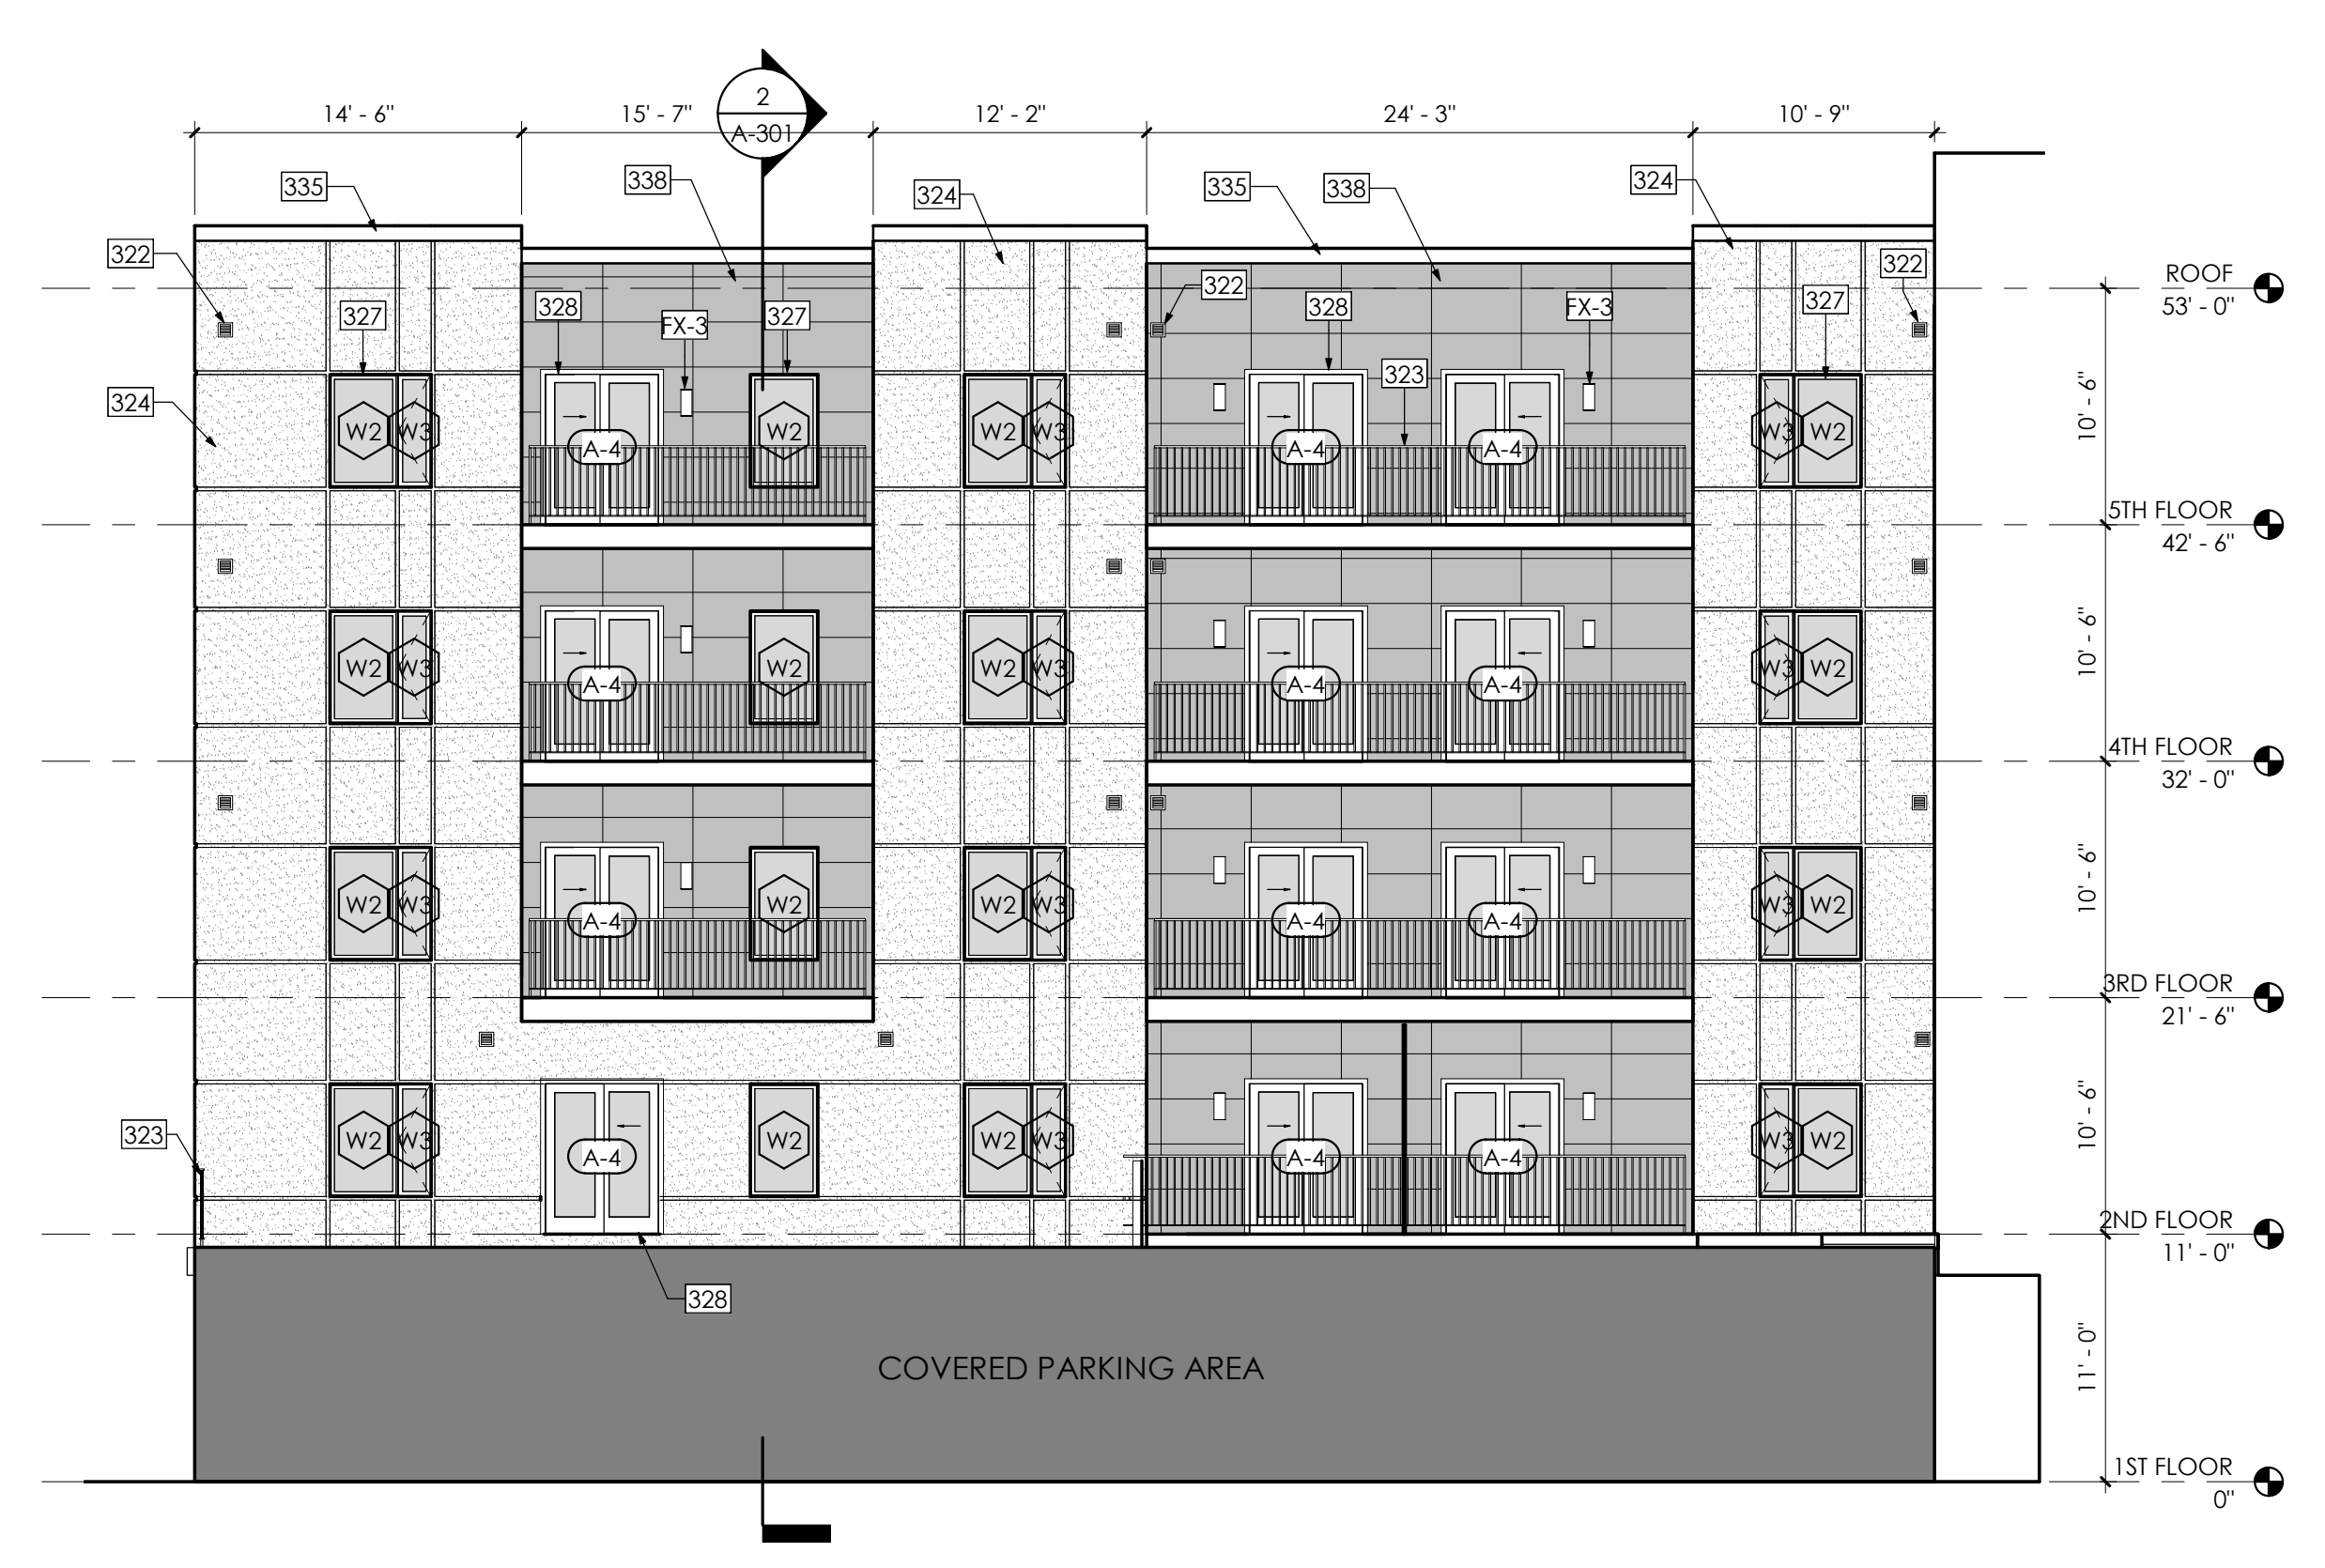 2
14' - 6" 15' - 7" 12' - 2" 24' - 3" 10' - 9"
A-301
335 338 324 335 338 324
322 322 322
ROOF
53' - 0"
327 328 FX-3 327 328 FX-3 327
323
324
10' - 6"
W2 W3 A-4 W2 W2 W3 A-4 A-4 W3 W2
5TH FLOOR
42' - 6"
10' - 6"
W2 W3 A-4 W2 W2 W3 A-4 A-4 W3 W2
4TH FLOOR
32' - 0"
10' - 6"
W2 W3 A-4 W2 W2 W3 A-4 A-4 W3 W2
3RD FLOOR
21' - 6"
10' - 6"
323
W2 W3 A-4 W2 W2 W3 A-4 A-4 W3 W2
2ND FLOOR
11' - 0"
328
11' - 0"
COVERED PARKING AREA
1ST FLOOR
0"